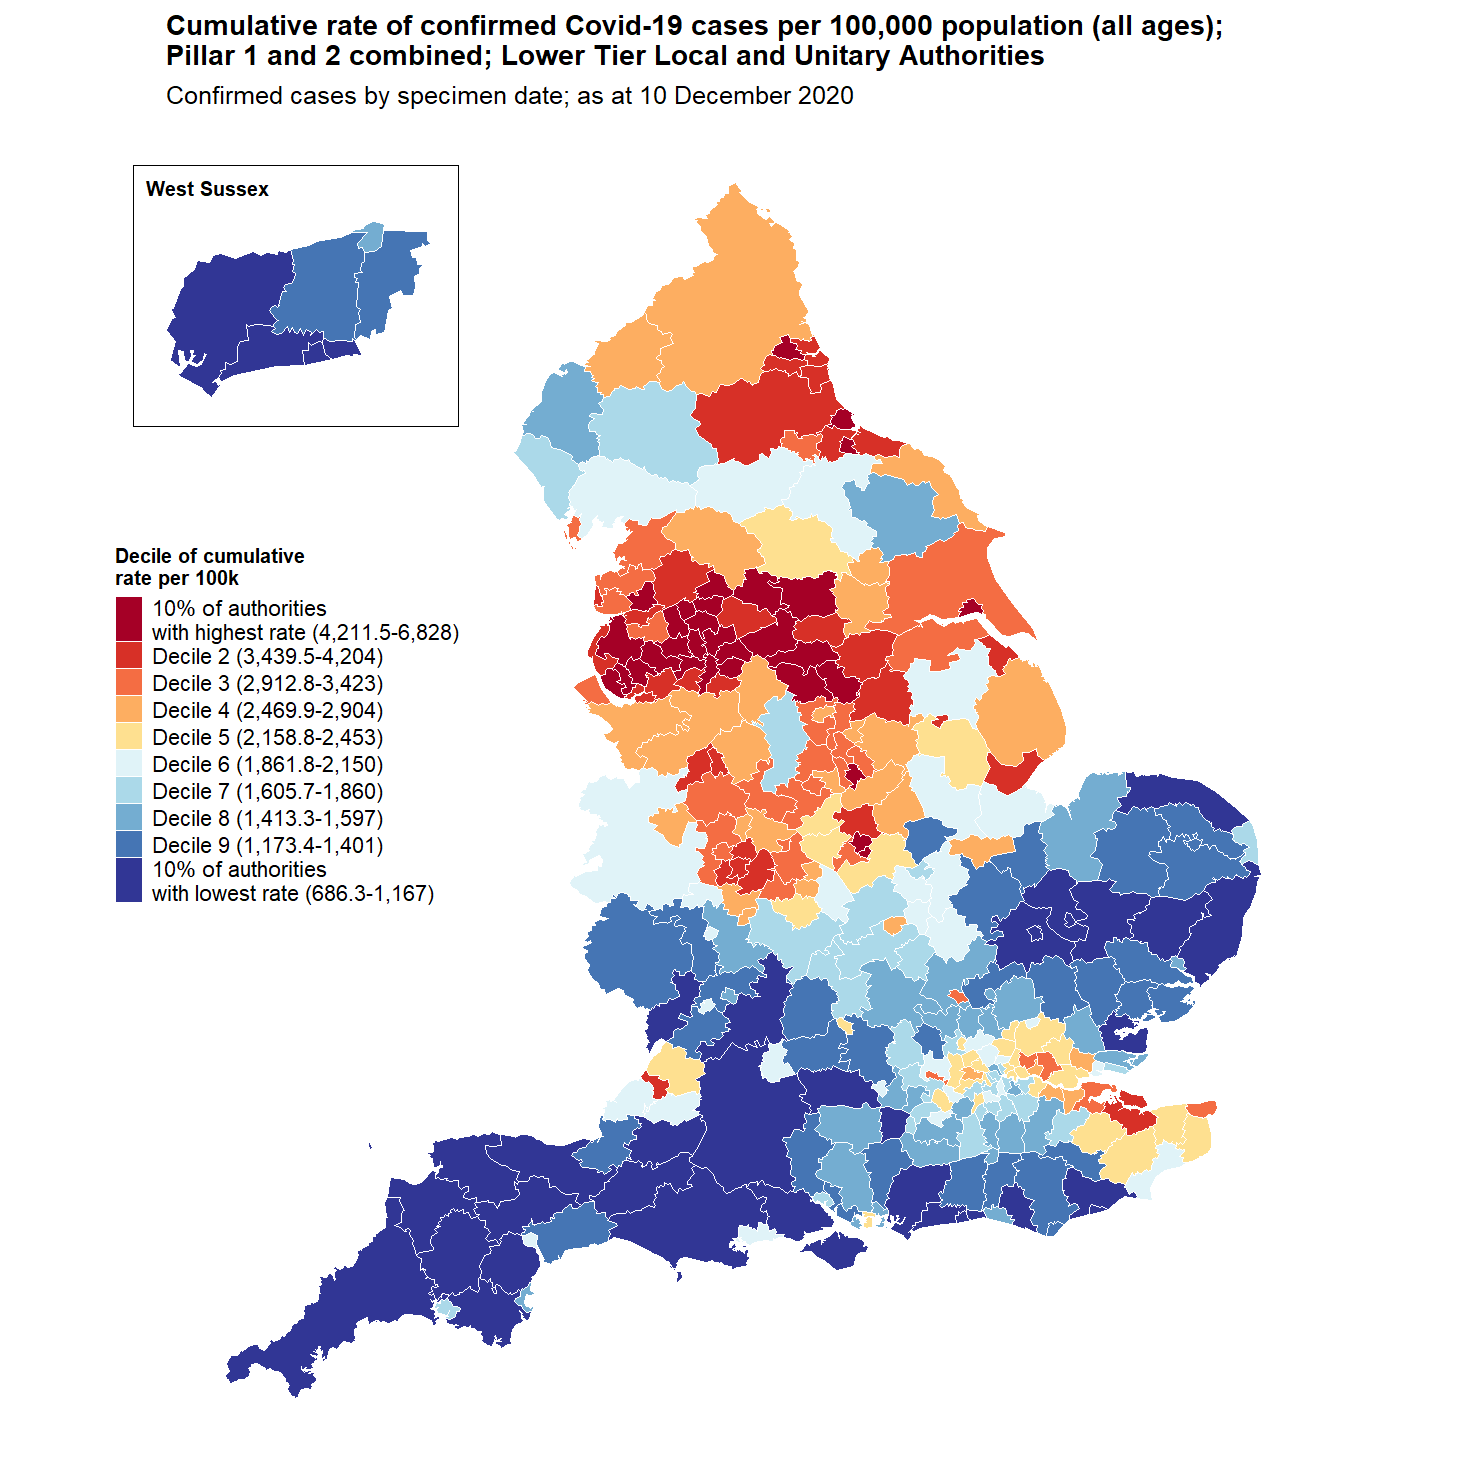 Cumulative rate of confirmed Covid-19 cases per 100,000 population (all ages);
Pillar 1 and 2 combined; Lower Tier Local and Unitary Authorities
Confirmed cases by specimen date; as at 10 December 2020
West Sussex
Decile of cumulative
rate per 100k
10% of authorities
with highest rate (4,211.5-6,828)
Decile 2 (3,439.5-4,204)
Decile 3 (2,912.8-3,423)
Decile 4 (2,469.9-2,904)
Decile 5 (2,158.8-2,453)
Decile 6 (1,861.8-2,150)
Decile 7 (1,605.7-1,860)
Decile 8 (1,413.3-1,597)
Decile 9 (1,173.4-1,401)
10% of authorities
with lowest rate (686.3-1,167)